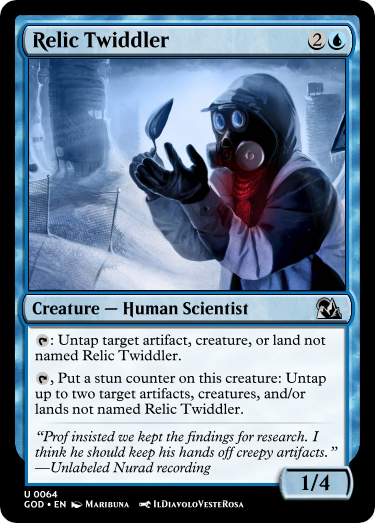 Relic Twiddler 2
Creature — Human Scientist
: Untap target artifact, creature, or land not
named Relic Twiddler.
, Put a stun counter on this creature: Untap
up to two target artifacts, creatures, and/or
lands not named Relic Twiddler.
“Prof insisted we kept the findings for research. I
think he should keep his hands off creepy artifacts.”
—Unlabeled Nurad recording
1/4
U 0064
GOD • EN Maribuna IlDiavoloVesteRosa